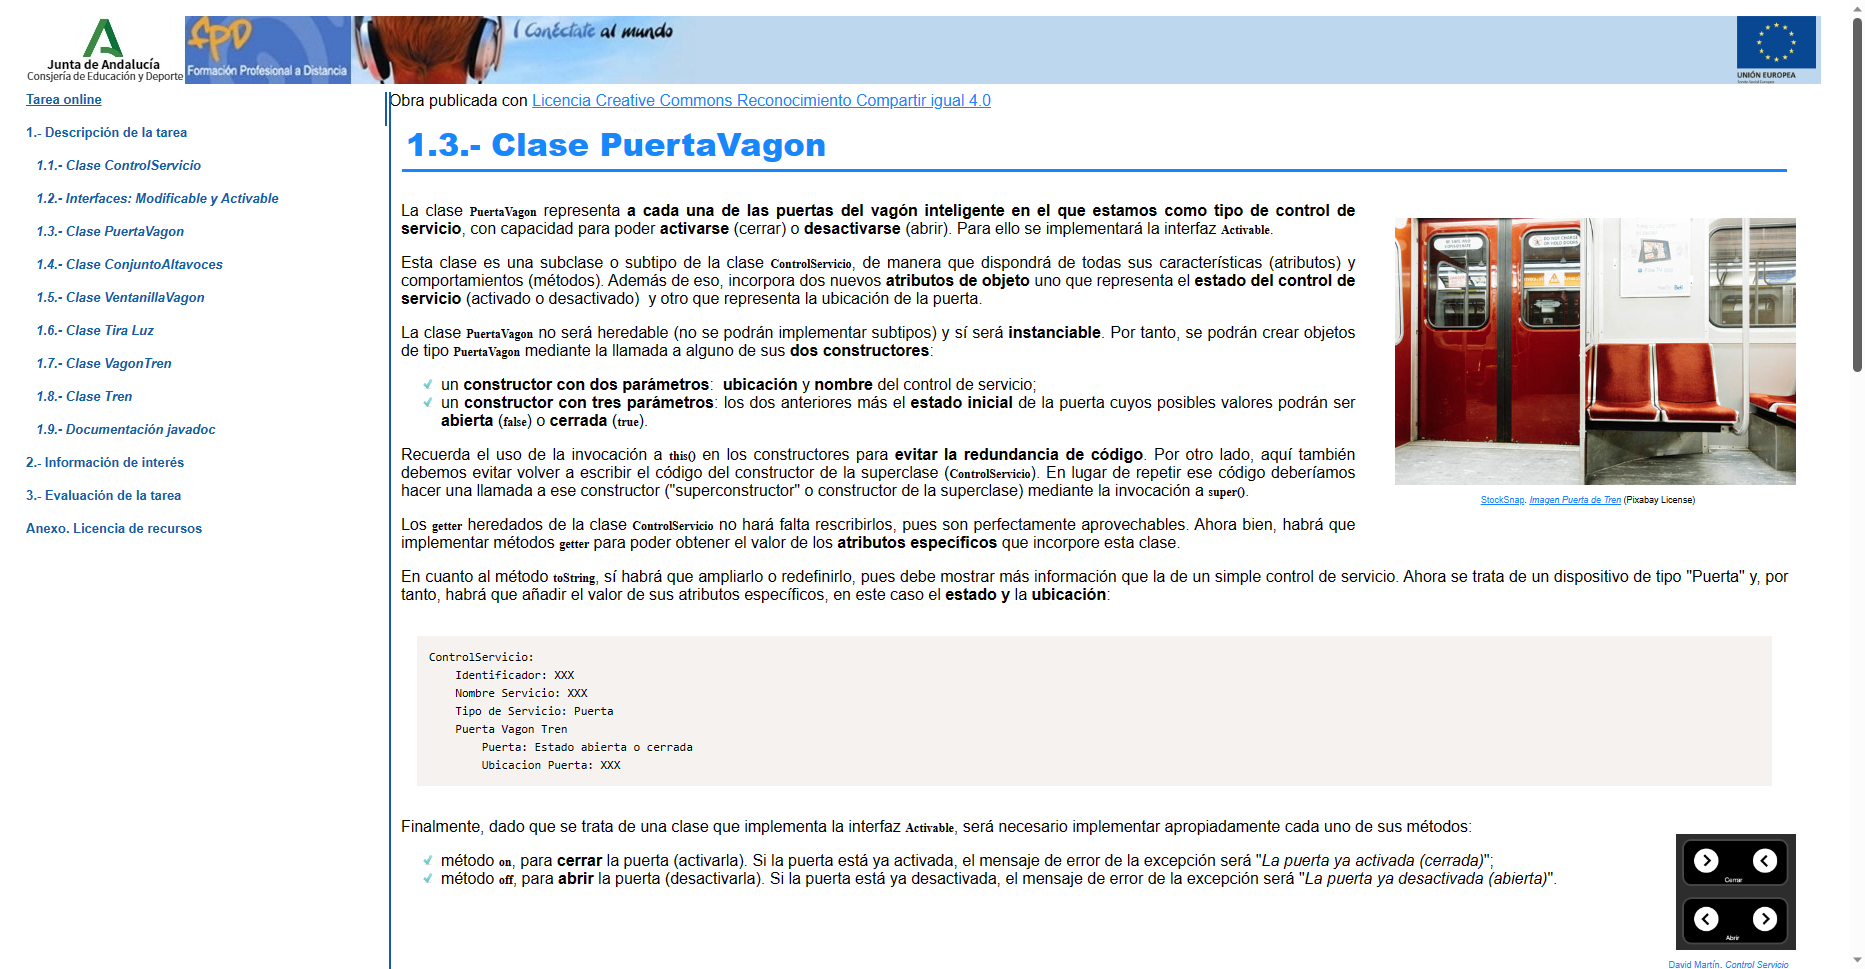 Junta de Andalucía
Consjería de Educación y Deporte
FPD
Formación Profesional a Distancia
Conéctate al mundo
UNIÓN EUROPEA
Tarea online
1.- Descripción de la tarea
1.1.- Clase ControlServicio
1.2.- Interfaces: Modificable y Activable
1.3.- Clase PuertaVagon
1.4.- Clase ConjuntoAltavoces
1.5.- Clase VentanillaVagon
1.6.- Clase Tira Luz
1.7.- Clase VagonTren
1.8.- Clase Tren
1.9.- Documentación javadoc
2.- Información de interés
3.- Evaluación de la tarea
Anexo. Licencia de recursos
Obra publicada con Licencia Creative Commons Reconocimiento Compartir igual 4.0
1.3.- Clase PuertaVagon
La clase PuertaVagon representa a cada una de las puertas del vagón inteligente en el que estamos como tipo de control de
servicio, con capacidad para poder activarse (cerrar) o desactivarse (abrir). Para ello se implementará la interfaz Activable.
Esta clase es una subclase o subtipo de la clase ControlServicio, de manera que dispondrá de todas sus características (atributos) y
comportamientos (métodos). Además de eso, incorpora dos nuevos atributos de objeto uno que representa el estado del control de
servicio (activado o desactivado) y otro que representa la ubicación de la puerta.
La clase PuertaVagon no será heredable (no se podrán implementar subtipos) y sí será instanciable. Por tanto, se podrán crear objetos
de tipo PuertaVagon mediante la llamada a alguno de sus dos constructores:
un constructor con dos parámetros: ubicación y nombre del control de servicio;
un constructor con tres parámetros: los dos anteriores más el estado inicial de la puerta cuyos posibles valores podrán ser
abierta (false) o cerrada (true).
Recuerda el uso de la invocación a this() en los constructores para evitar la redundancia de código. Por otro lado, aquí también
debemos evitar volver a escribir el código del constructor de la superclase (ControlServicio). En lugar de repetir ese código deberíamos
hacer una llamada a ese constructor ("superconstructor" o constructor de la superclase) mediante la invocación a super().
Los getter heredados de la clase ControlServicio no hará falta rescribirlos, pues son perfectamente aprovechables. Ahora bien, habrá que
implementar métodos getter para poder obtener el valor de los atributos específicos que incorpore esta clase.
StockSnap. Imagen Puerta de Tren (Pixabay License)
En cuanto al método toString, sí habrá que ampliarlo o redefinirlo, pues debe mostrar más información que la de un simple control de servicio. Ahora se trata de un dispositivo de tipo "Puerta" y, por
tanto, habrá que añadir el valor de sus atributos específicos, en este caso el estado y la ubicación:
ControlServicio:
Identificador: XXX
Nombre Servicio: XXX
Tipo de Servicio: Puerta
Puerta Vagon Tren
Puerta: Estado abierta o cerrada
Ubicacion Puerta: XXX
Finalmente, dado que se trata de una clase que implementa la interfaz Activable, será necesario implementar apropiadamente cada uno de sus métodos:
método on, para cerrar la puerta (activarla). Si la puerta está ya activada, el mensaje de error de la excepción será "La puerta ya activada (cerrada)";
método off, para abrir la puerta (desactivarla). Si la puerta está ya desactivada, el mensaje de error de la excepción será "La puerta ya desactivada (abierta)".
Cerrar
Abrir
David Martín. Control Servicio